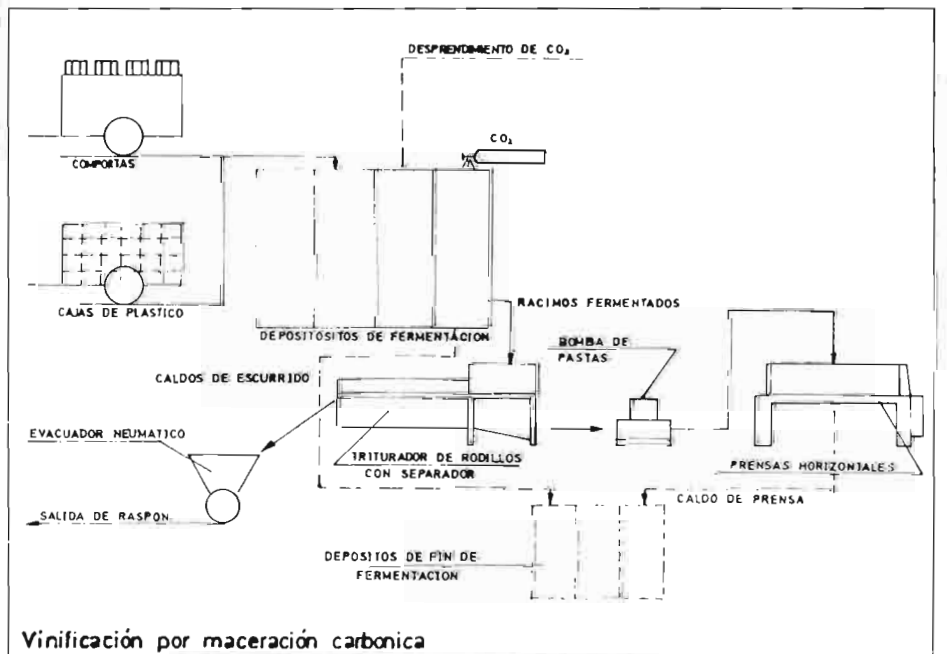 DESPRENDIMIENTO DE CO₂
CO₂
COMPORTAS
CAJAS DE PLASTICO
RACIMOS FERMENTADOS
DEPOSITOSITOS DE FERMENTACION
BOMBA DE
PASTAS
CALDOS DE ESCURRIDO
EVACUADOR NEUMATICO
TRITURADOR DE RODILLOS
CON SEPARADOR
PRENSAS HORIZONTALES
CALDO DE PRENSA
SALIDA DE RASPON
DEPOSITOS DE FIN DE
FERMENTACION
Vinificación por maceración carbonica